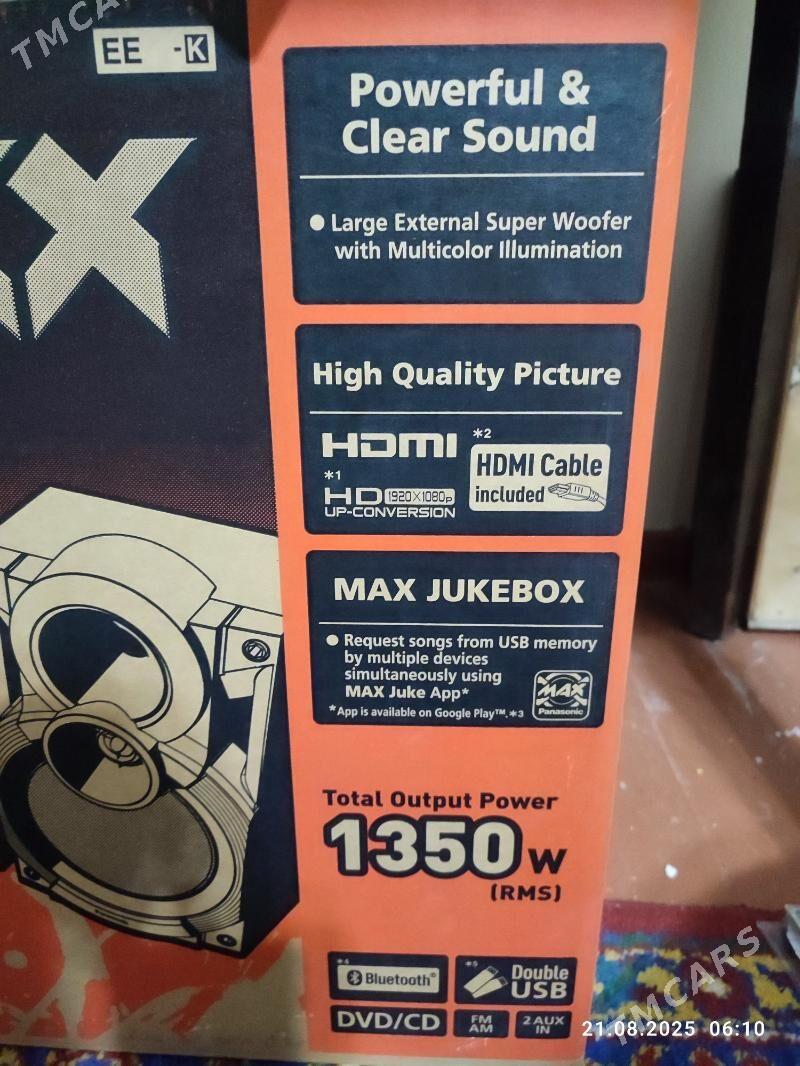 TMCARS
EE -K
X
Powerful &
Clear Sound
● Large External Super Woofer
with Multicolor Illumination
High Quality Picture
HDMI *2
HDMI Cable
included
*1
HD 1920×1080p
UP-CONVERSION
MAX JUKEBOX
● Request songs from USB memory
by multiple devices
simultaneously using
MAX Juke App*
*App is available on Google Play™.*3
MAX
Panasonic
Total Output Power
1350 W
(RMS)
*4
Bluetooth®
*5
Double
USB
DVD/CD
FM
AM
2 AUX
IN
TMCARS
21.08.2025 06:10